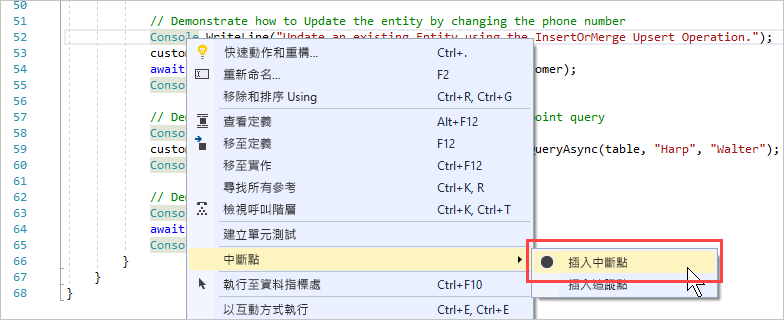 50
51 // Demonstrate how to Update the entity by changing the phone number
52 Console.WriteLine("Update an existing Entity using the InsertOrMerge Upsert Operation.");
53 custom
54 await omer);
55 Conso
56
57 // De oint query
58 Conso
59 custom QueryAsync(table, "Harp", "Walter");
60 Conso
61
62 // De
63 Conso
64 await
65 Conso
66 }
67 }
68 }
快速動作和重構... Ctrl+.
重新命名... F2
移除和排序 Using Ctrl+R, Ctrl+G
查看定義 Alt+F12
移至定義 F12
移至實作 Ctrl+F12
尋找所有參考 Ctrl+K, R
檢視呼叫階層 Ctrl+K, Ctrl+T
建立單元測試
中斷點
執行至資料指標處 Ctrl+F10
以互動方式執行 Ctrl+E, Ctrl+E
插入中斷點
插入追蹤點